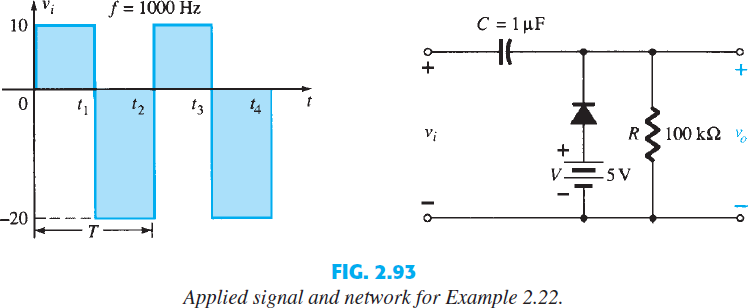 v_i
f = 1000 Hz
10
0
t_1
t_2
t_3
t_4
t
–20
T
C = 1 μF
+
+
v_i
+
V
5 V
–
R
100 kΩ
v_o
–
–
FIG. 2.93
Applied signal and network for Example 2.22.